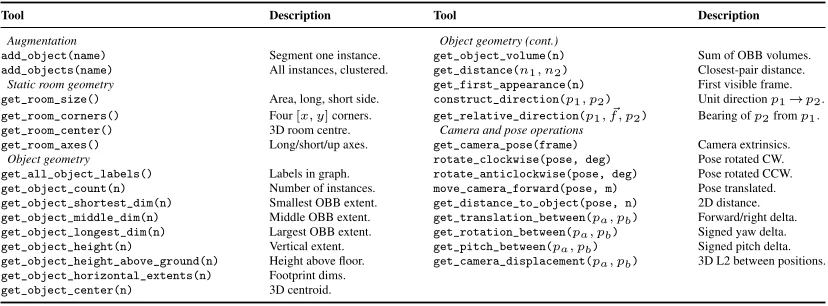 Tool Description Tool Description
Augmentation Object geometry (cont.)
add_object(name) Segment one instance. get_object_volume(n) Sum of OBB volumes.
add_objects(name) All instances, clustered. get_distance(n₁, n₂) Closest-pair distance.
Static room geometry get_first_appearance(n) First visible frame.
get_room_size() Area, long, short side. construct_direction(p₁, p₂) Unit direction p₁ → p₂.
get_room_corners() Four [x, y] corners. get_relative_direction(p₁, f⃗, p₂) Bearing of p₂ from p₁.
get_room_center() 3D room centre. Camera and pose operations
get_room_axes() Long/short/up axes. get_camera_pose(frame) Camera extrinsics.
Object geometry rotate_clockwise(pose, deg) Pose rotated CW.
get_all_object_labels() Labels in graph. rotate_anticlockwise(pose, deg) Pose rotated CCW.
get_object_count(n) Number of instances. move_camera_forward(pose, m) Pose translated.
get_object_shortest_dim(n) Smallest OBB extent. get_distance_to_object(pose, n) 2D distance.
get_object_middle_dim(n) Middle OBB extent. get_translation_between(pₐ, p_b) Forward/right delta.
get_object_longest_dim(n) Largest OBB extent. get_rotation_between(pₐ, p_b) Signed yaw delta.
get_object_height(n) Vertical extent. get_pitch_between(pₐ, p_b) Signed pitch delta.
get_object_height_above_ground(n) Height above floor. get_camera_displacement(pₐ, p_b) 3D L2 between positions.
get_object_horizontal_extents(n) Footprint dims.
get_object_center(n) 3D centroid.